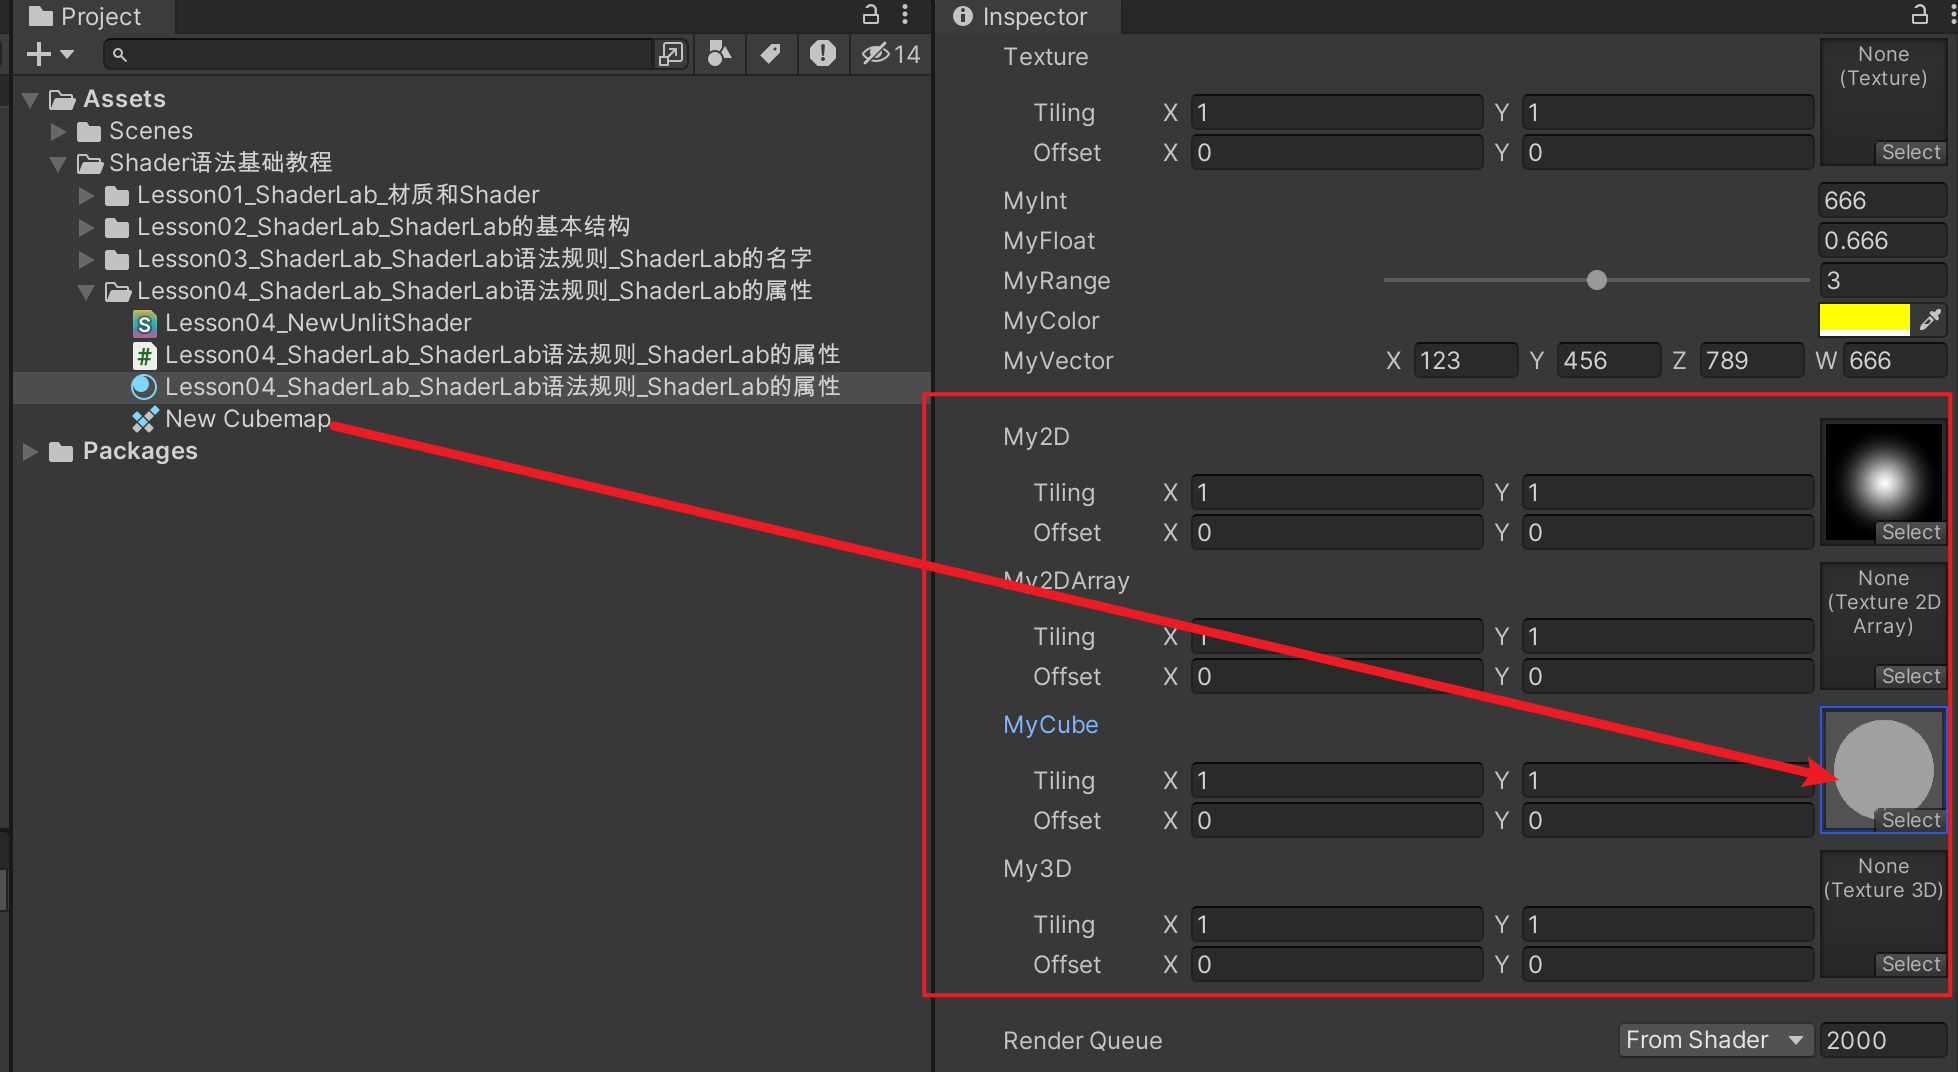 Project
14
Assets
Scenes
Shader语法基础教程
Lesson01_ShaderLab_材质和Shader
Lesson02_ShaderLab_ShaderLab的基本结构
Lesson03_ShaderLab_ShaderLab语法规则_ShaderLab的名字
Lesson04_ShaderLab_ShaderLab语法规则_ShaderLab的属性
Lesson04_NewUnlitShader
Lesson04_ShaderLab_ShaderLab语法规则_ShaderLab的属性
Lesson04_ShaderLab_ShaderLab语法规则_ShaderLab的属性
New Cubemap
Packages
Inspector
Texture
None
(Texture)
Tiling X 1 Y 1
Offset X 0 Y 0
Select
MyInt 666
MyFloat 0.666
MyRange 3
MyColor
MyVector X 123 Y 456 Z 789 W 666
My2D
Tiling X 1 Y 1
Offset X 0 Y 0
Select
My2DArray
None
(Texture 2D
Array)
Tiling X 1 Y 1
Offset X 0 Y 0
Select
MyCube
Tiling X 1 Y 1
Offset X 0 Y 0
Select
My3D
None
(Texture 3D)
Tiling X 1 Y 1
Offset X 0 Y 0
Select
Render Queue From Shader 2000